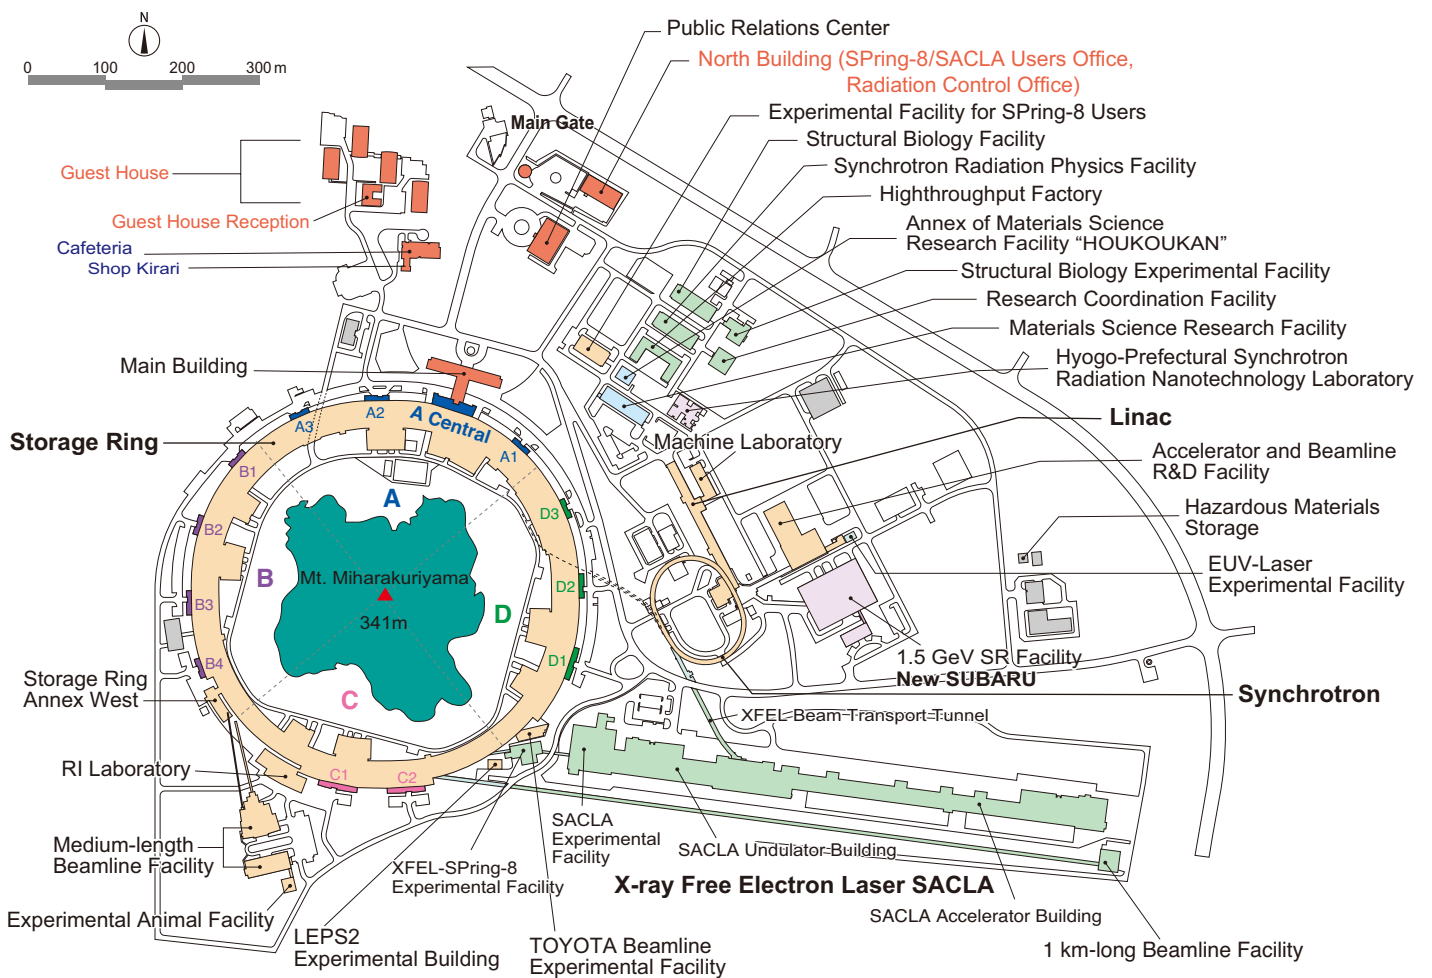 N
0 100 200 300 m
Public Relations Center
North Building (SPring-8/SACLA Users Office,
Radiation Control Office)
Experimental Facility for SPring-8 Users
Main Gate
Structural Biology Facility
Synchrotron Radiation Physics Facility
Highthroughput Factory
Annex of Materials Science
Research Facility “HOUKOUKAN”
Structural Biology Experimental Facility
Research Coordination Facility
Materials Science Research Facility
Hyogo-Prefectural Synchrotron
Radiation Nanotechnology Laboratory
Guest House
Guest House Reception
Cafeteria
Shop Kirari
Main Building
Storage Ring
A3
A2
A Central
A1
B1
B2
B3
B4
A
B
C
D
D3
D2
D1
C1
C2
Mt. Miharakuriyama
341m
Machine Laboratory
Linac
Accelerator and Beamline
R&D Facility
Hazardous Materials
Storage
EUV-Laser
Experimental Facility
1.5 GeV SR Facility
New SUBARU
Synchrotron
XFEL Beam Transport Tunnel
Storage Ring
Annex West
RI Laboratory
Medium-length
Beamline Facility
Experimental Animal Facility
LEPS2
Experimental Building
XFEL-SPring-8
Experimental Facility
TOYOTA Beamline
Experimental Facility
SACLA
Experimental
Facility
SACLA Undulator Building
X-ray Free Electron Laser SACLA
SACLA Accelerator Building
1 km-long Beamline Facility